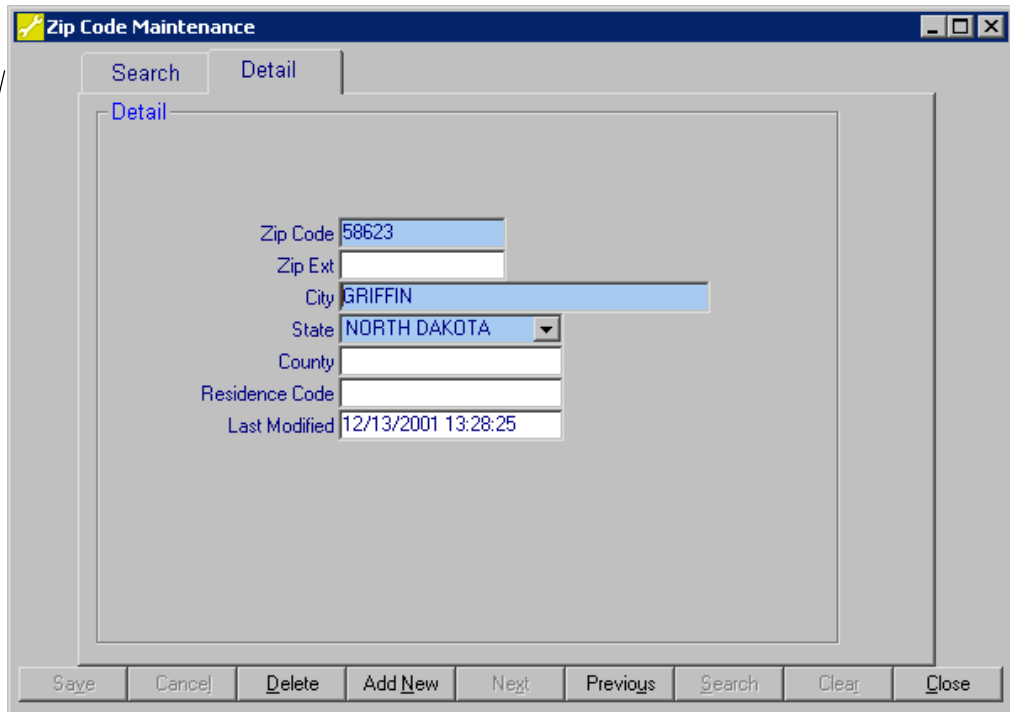 Zip Code Maintenance
Search Detail
Detail
Zip Code 58623
Zip Ext
City GRIFFIN
State NORTH DAKOTA
County
Residence Code
Last Modified 12/13/2001 13:28:25
Save Cancel Delete Add New Next Previous Search Clear Close